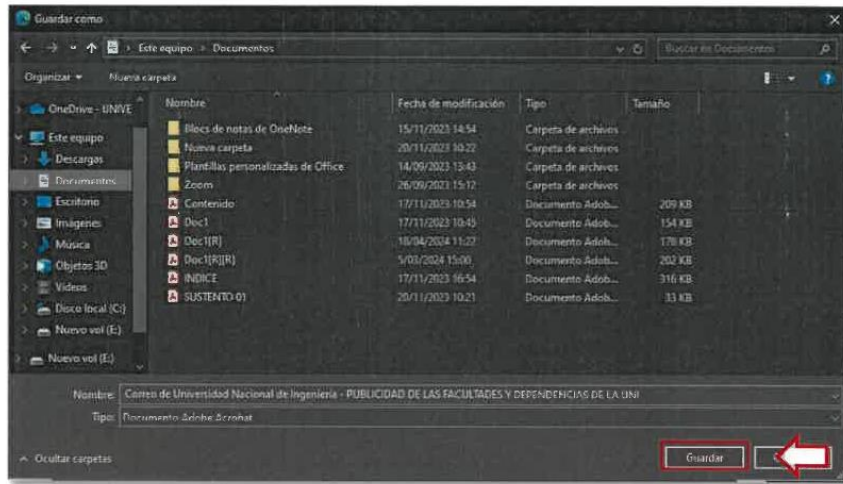 Guardar como
Este equipo > Documentos
Buscar en Documentos
Organizar
Nueva carpeta
OneDrive - UNIVE
Este equipo
Descargas
Documentos
Escritorio
Imágenes
Música
Objetos 3D
Videos
Disco local (C:)
Nuevo vol (E:)
Nuevo vol (E:)
Nombre Fecha de modificación Tipo Tamaño
Blocs de notas de OneNote 15/11/2023 14:54 Carpeta de archivos
Nueva carpeta 20/11/2023 10:22 Carpeta de archivos
Plantillas personalizadas de Office 14/09/2023 13:43 Carpeta de archivos
Zoom 26/09/2023 15:12 Carpeta de archivos
Contenido 17/11/2023 10:54 Documento Adob... 209 KB
Doc1 17/11/2023 10:45 Documento Adob... 154 KB
Doc1[R] 18/04/2024 11:22 Documento Adob... 178 KB
Doc1[R][R] 5/03/2024 15:00 Documento Adob... 202 KB
INDICE 17/11/2023 16:54 Documento Adob... 316 KB
SUSTENTO 01 20/11/2023 10:21 Documento Adob... 33 KB
Nombre: Correo de Universidad Nacional de Ingeniería - PUBLICIDAD DE LAS FACULTADES Y DEPENDENCIAS DE LA UNI
Tipo: Documento Adobe Acrobat
Ocultar carpetas
Guardar